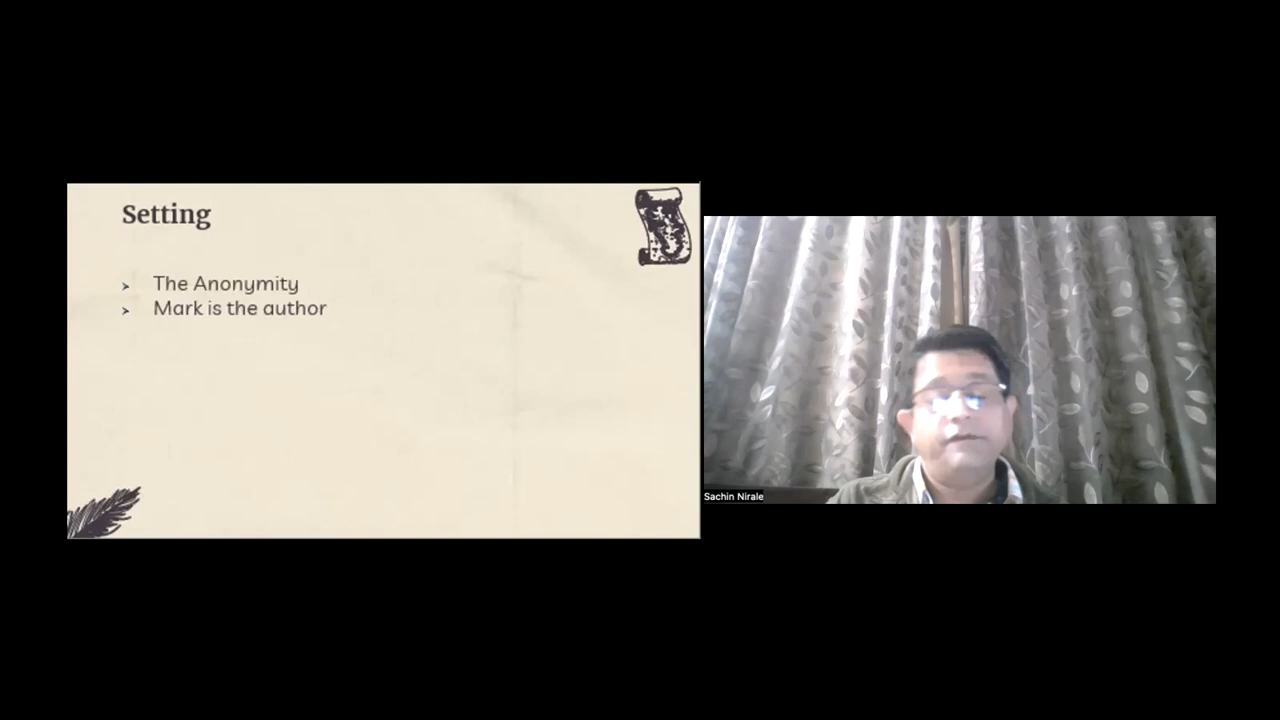 Setting
The Anonymity
Mark is the author
Sachin Nirale